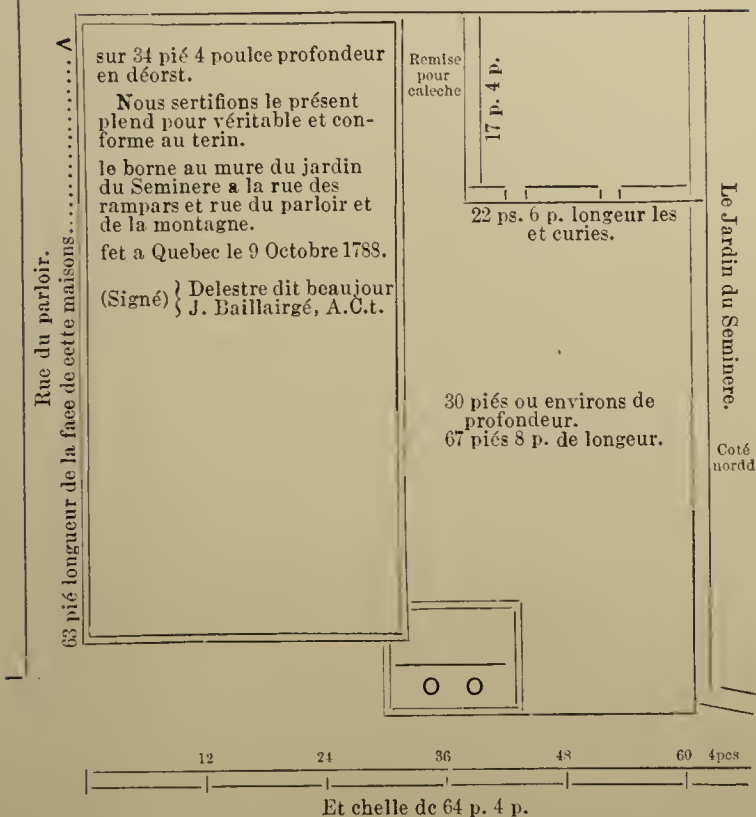 Rue du parloir.
63 pié longueur de la face de cette maisons
sur 34 pié 4 poulce profondeur
en déorst.
Nous sertifions le présent
plend pour véritable et con-
forme au terin.
le borne au mure du jardin
du Seminere a la rue des
rampars et rue du parloir et
de la montagne.
fet a Quebec le 9 Octobre 1788.
(Signé) } Delestre dit beaujour
J. Baillairgé, A.C.t.
Remise
pour
caleche
17 p. 4 p.
22 ps. 6 p. longeur les
et curies.
30 piés ou environs de
profondeur.
67 piés 8 p. de longeur.
Le Jardin du Seminere.
Coté
nordd
12 24 36 48 60 4pcs
Et chelle de 64 p. 4 p.